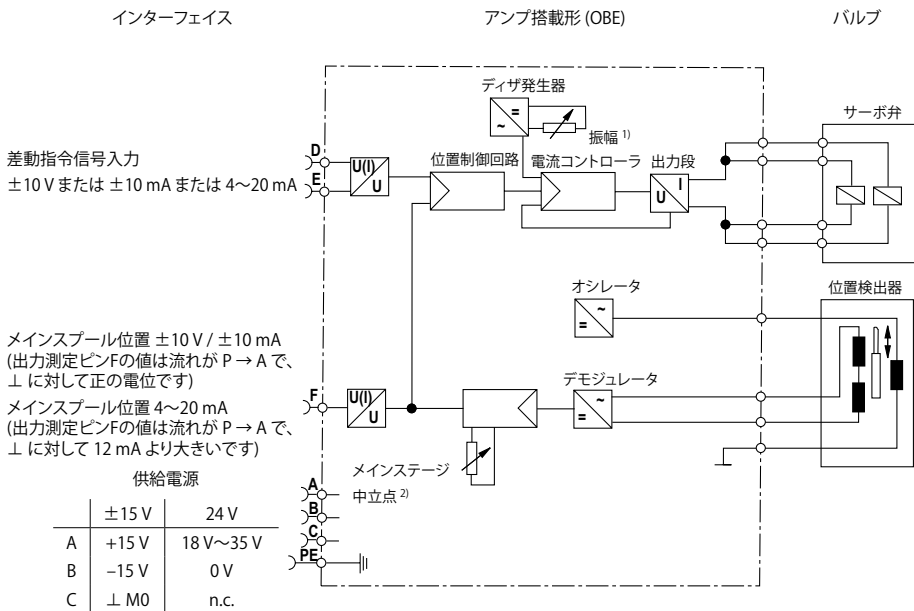 インターフェイス
アンプ搭載形 (OBE)
バルブ
ディザ発生器
=
~
振幅 1)
サーボ弁
差動指令信号入力
±10 V または ±10 mA または 4〜20 mA
D
E
U(I)
U
位置制御回路
電流コントローラ
出力段
I
U
オシレータ
~
=
位置検出器
メインスプール位置 ±10 V / ±10 mA
(出力測定ピンFの値は流れが P → A で、
⊥ に対して正の電位です)
メインスプール位置 4〜20 mA
(出力測定ピンFの値は流れが P → A で、
⊥ に対して 12 mA より大きいです)
F
U(I)
U
デモジュレータ
~
=
メインステージ
中立点 2)
供給電源
±15 V 24 V
A +15 V 18 V〜35 V
B –15 V 0 V
C ⊥ M0 n.c.
A
B
C
PE